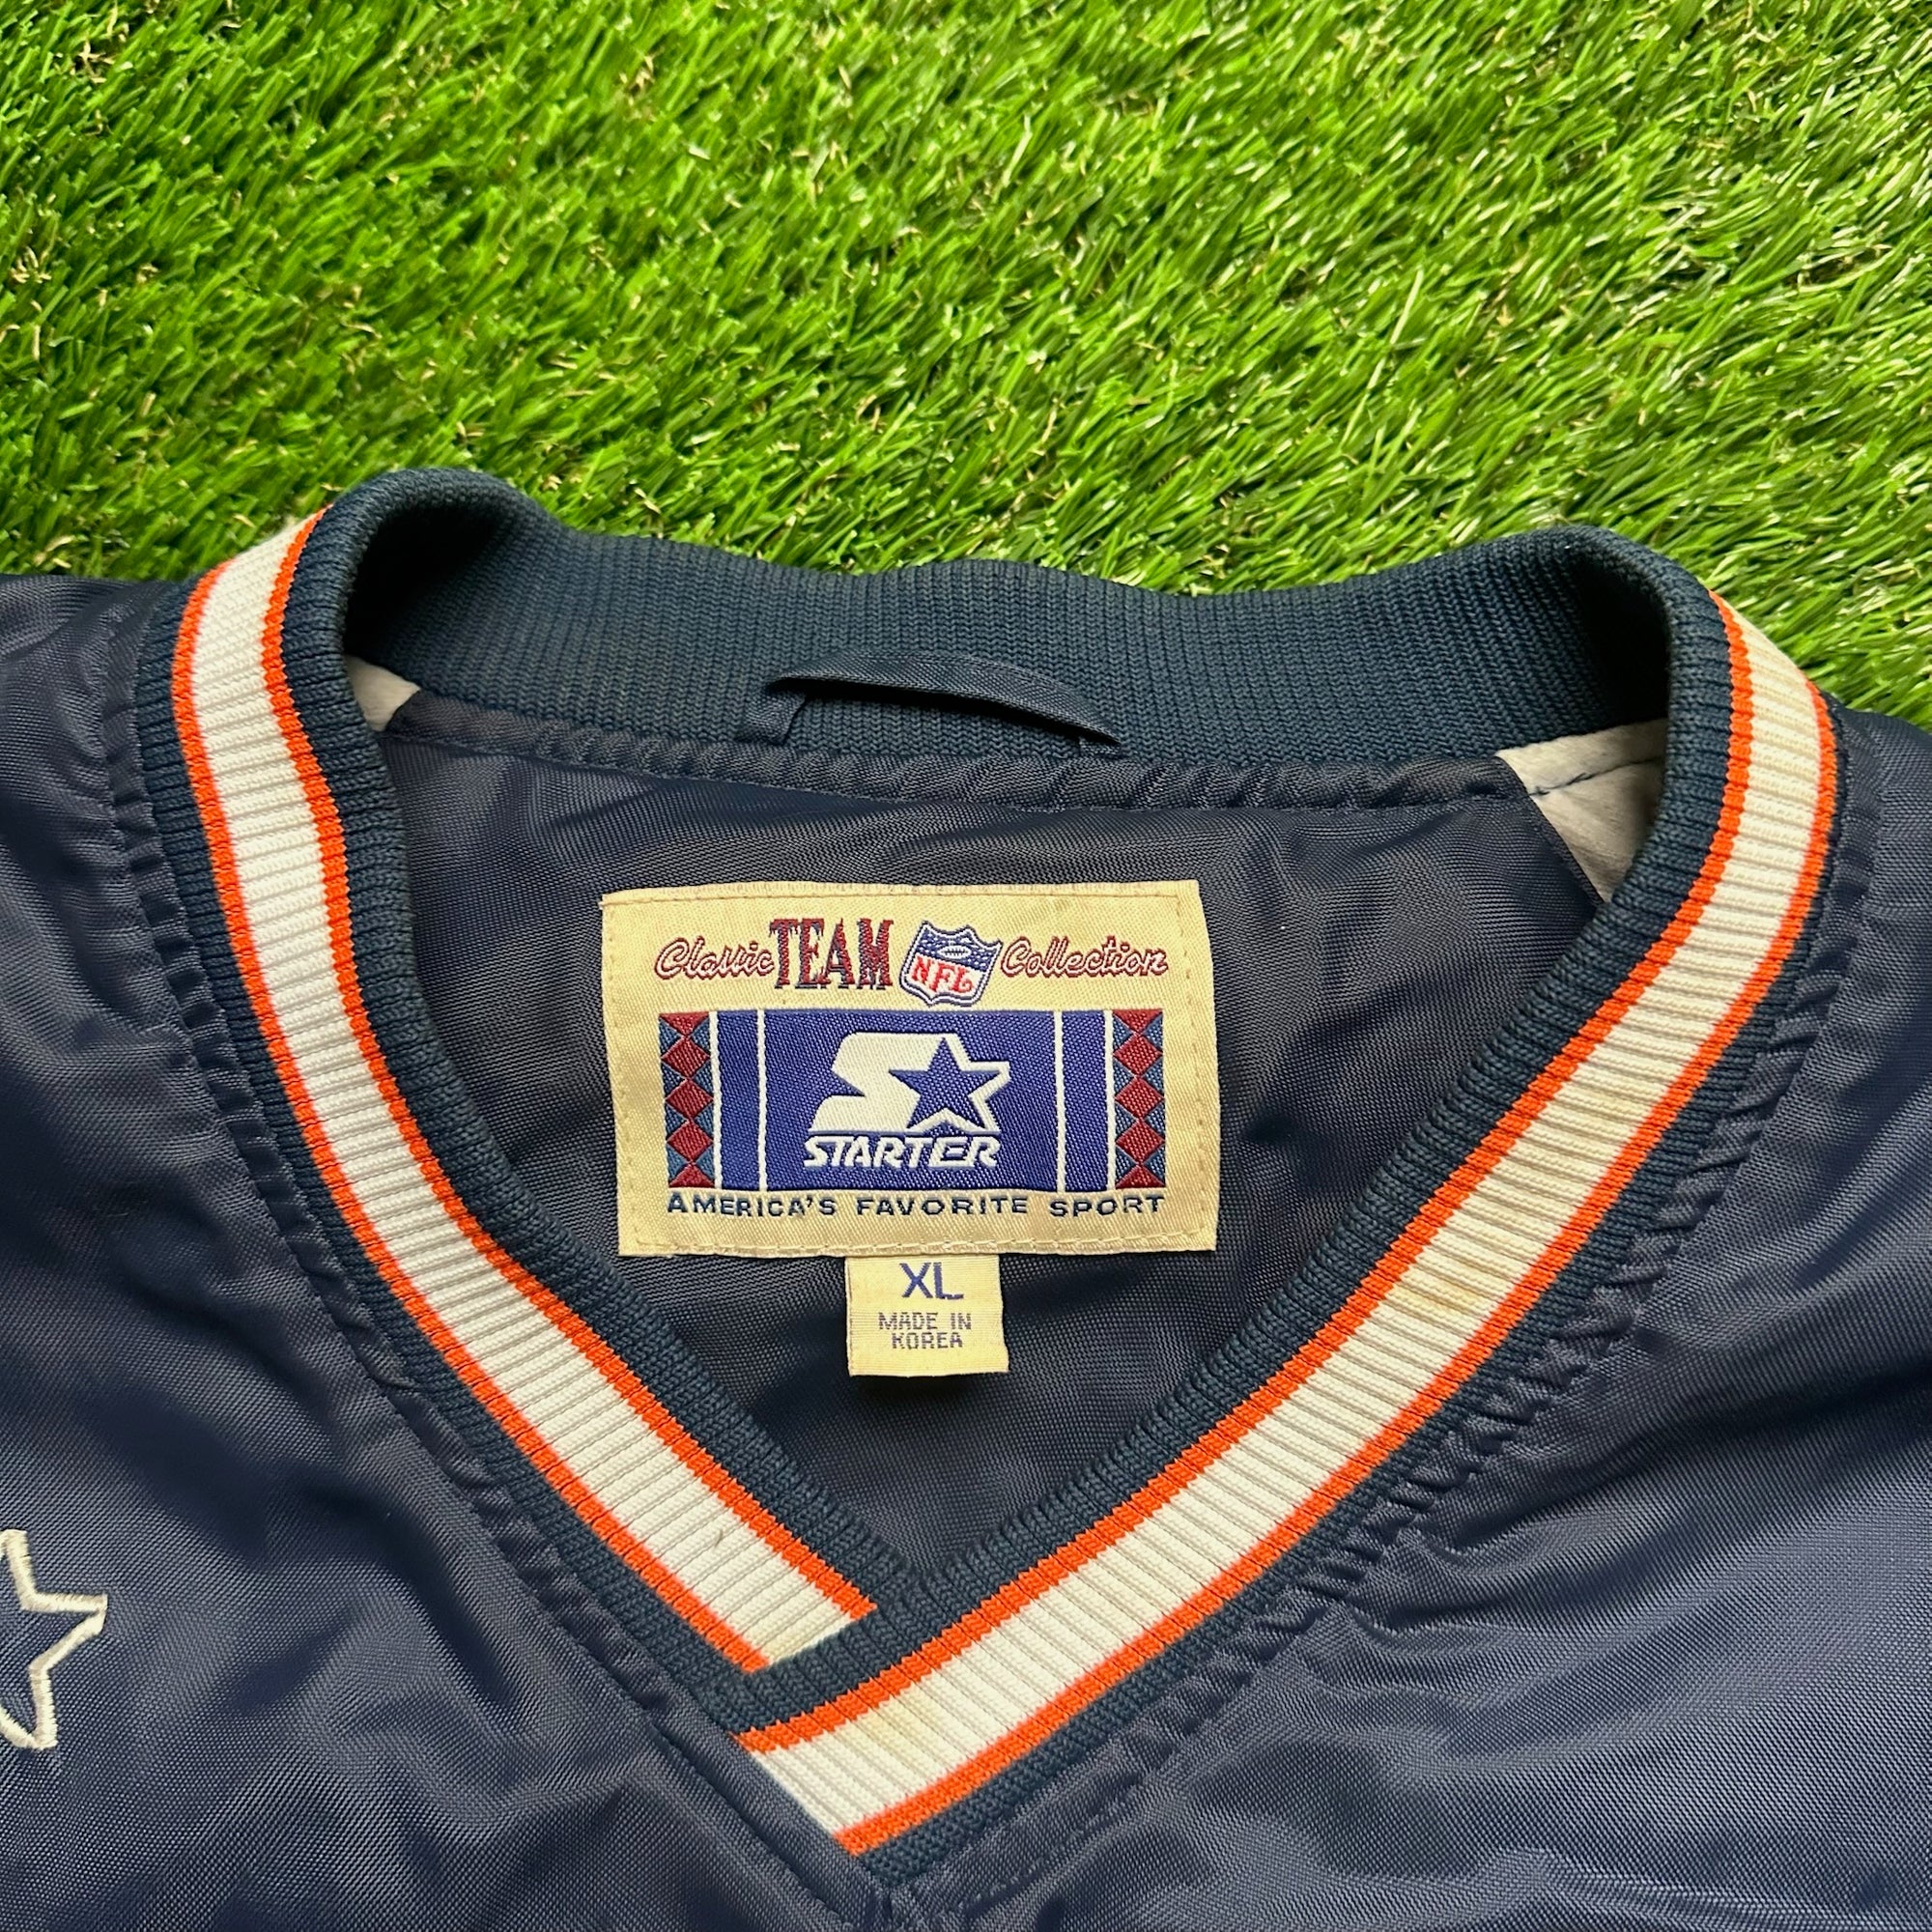 Classic TEAM NFL Collection
STARTER
AMERICA'S FAVORITE SPORT
XL
MADE IN
KOREA